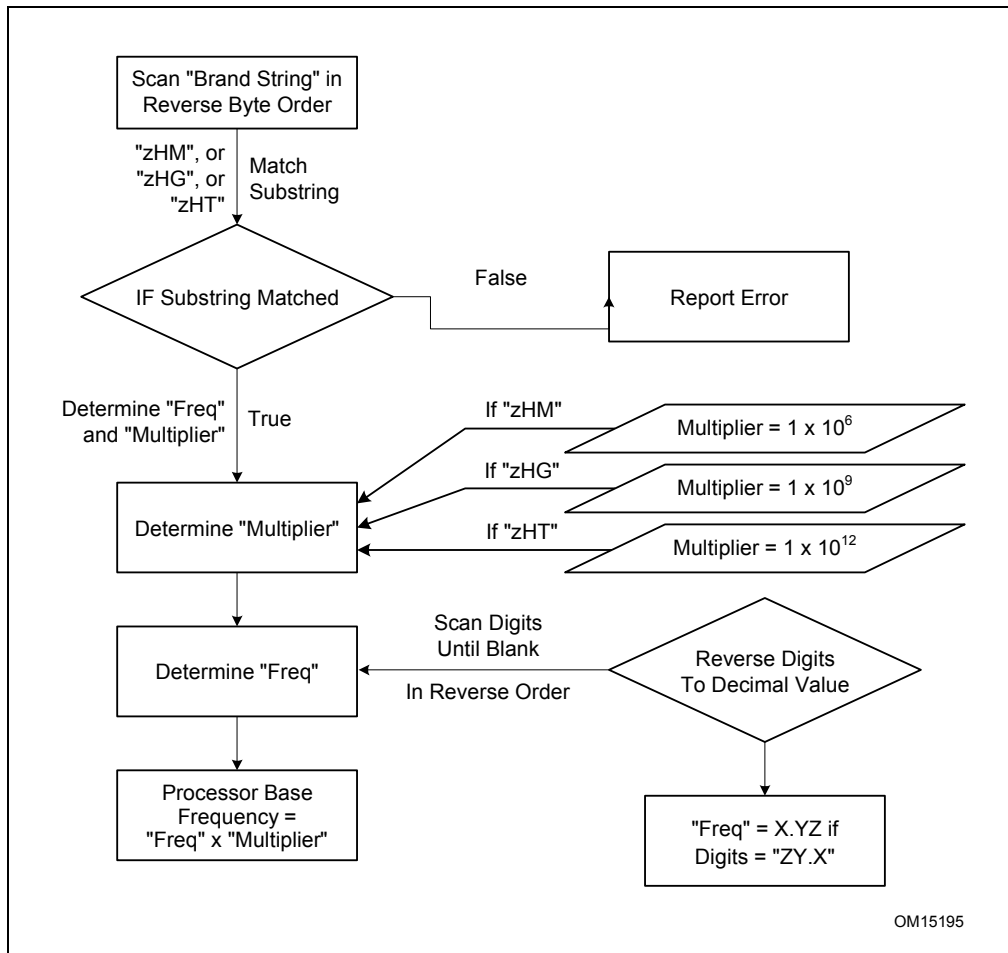 Scan "Brand String" in
Reverse Byte Order
"zHM", or
"zHG", or
"zHT"
Match
Substring
IF Substring Matched
False
Report Error
Determine "Freq"
and "Multiplier"
True
If "zHM"
Multiplier = 1 x 10⁶
If "zHG"
Multiplier = 1 x 10⁹
Determine "Multiplier"
If "zHT"
Multiplier = 1 x 10¹²
Scan Digits
Until Blank
In Reverse Order
Determine "Freq"
Reverse Digits
To Decimal Value
Processor Base
Frequency =
"Freq" x "Multiplier"
"Freq" = X.YZ if
Digits = "ZY.X"
OM15195